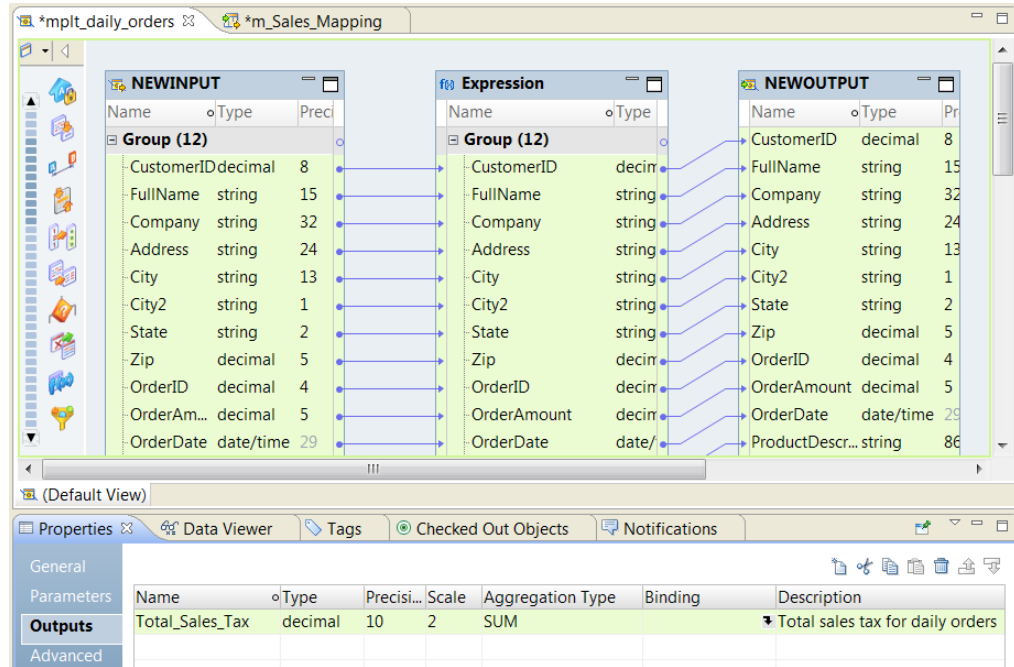 *mplt_daily_orders *m_Sales_Mapping
NEWINPUT Expression NEWOUTPUT
Name Type Preci Name Type Name Type Pr
Group (12) Group (12) CustomerID decimal 8
CustomerID decimal 8 CustomerID decim FullName string 15
FullName string 15 FullName string Company string 32
Company string 32 Company string Address string 24
Address string 24 Address string City string 13
City string 13 City string City2 string 1
City2 string 1 City2 string State string 2
State string 2 State string Zip decimal 5
Zip decimal 5 Zip decim OrderID decimal 4
OrderID decimal 4 OrderID decim OrderAmount decimal 5
OrderAm... decimal 5 OrderAmount decim OrderDate date/time 29
OrderDate date/time 29 OrderDate date/ ProductDescr... string 86
(Default View)
Properties Data Viewer Tags Checked Out Objects Notifications
General
Parameters Name Type Precisi... Scale Aggregation Type Binding Description
Outputs Total_Sales_Tax decimal 10 2 SUM Total sales tax for daily orders
Advanced